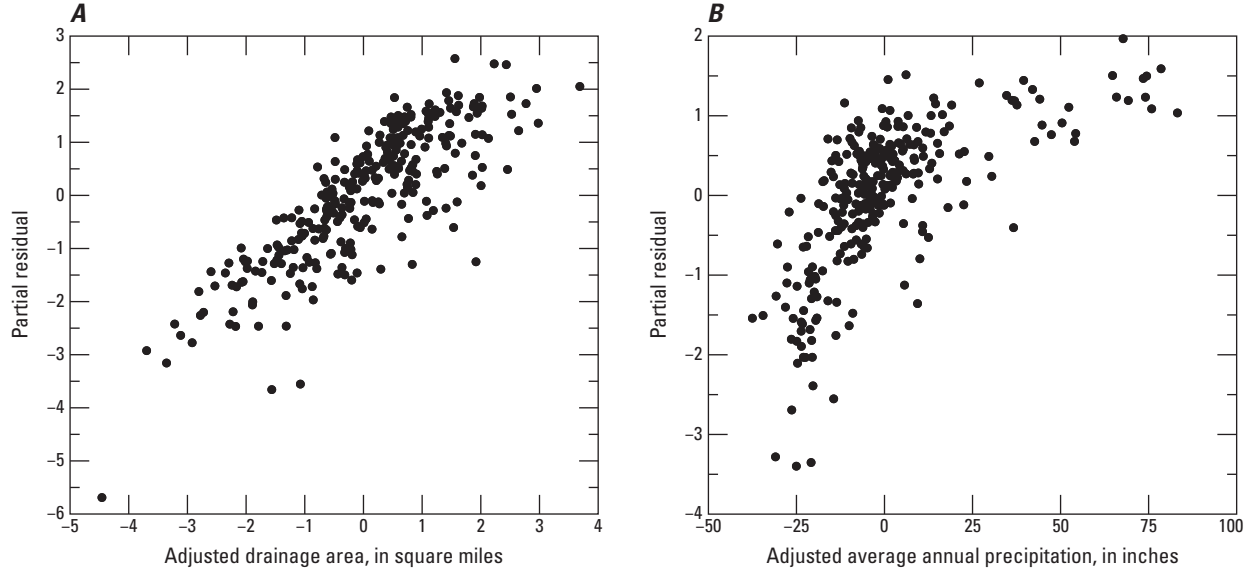 A
3
2
1
0
−1
−2
−3
−4
−5
−6
Partial residual
−5 −4 −3 −2 −1 0 1 2 3 4
Adjusted drainage area, in square miles
B
2
1
0
−1
−2
−3
−4
Partial residual
−50 −25 0 25 50 75 100
Adjusted average annual precipitation, in inches